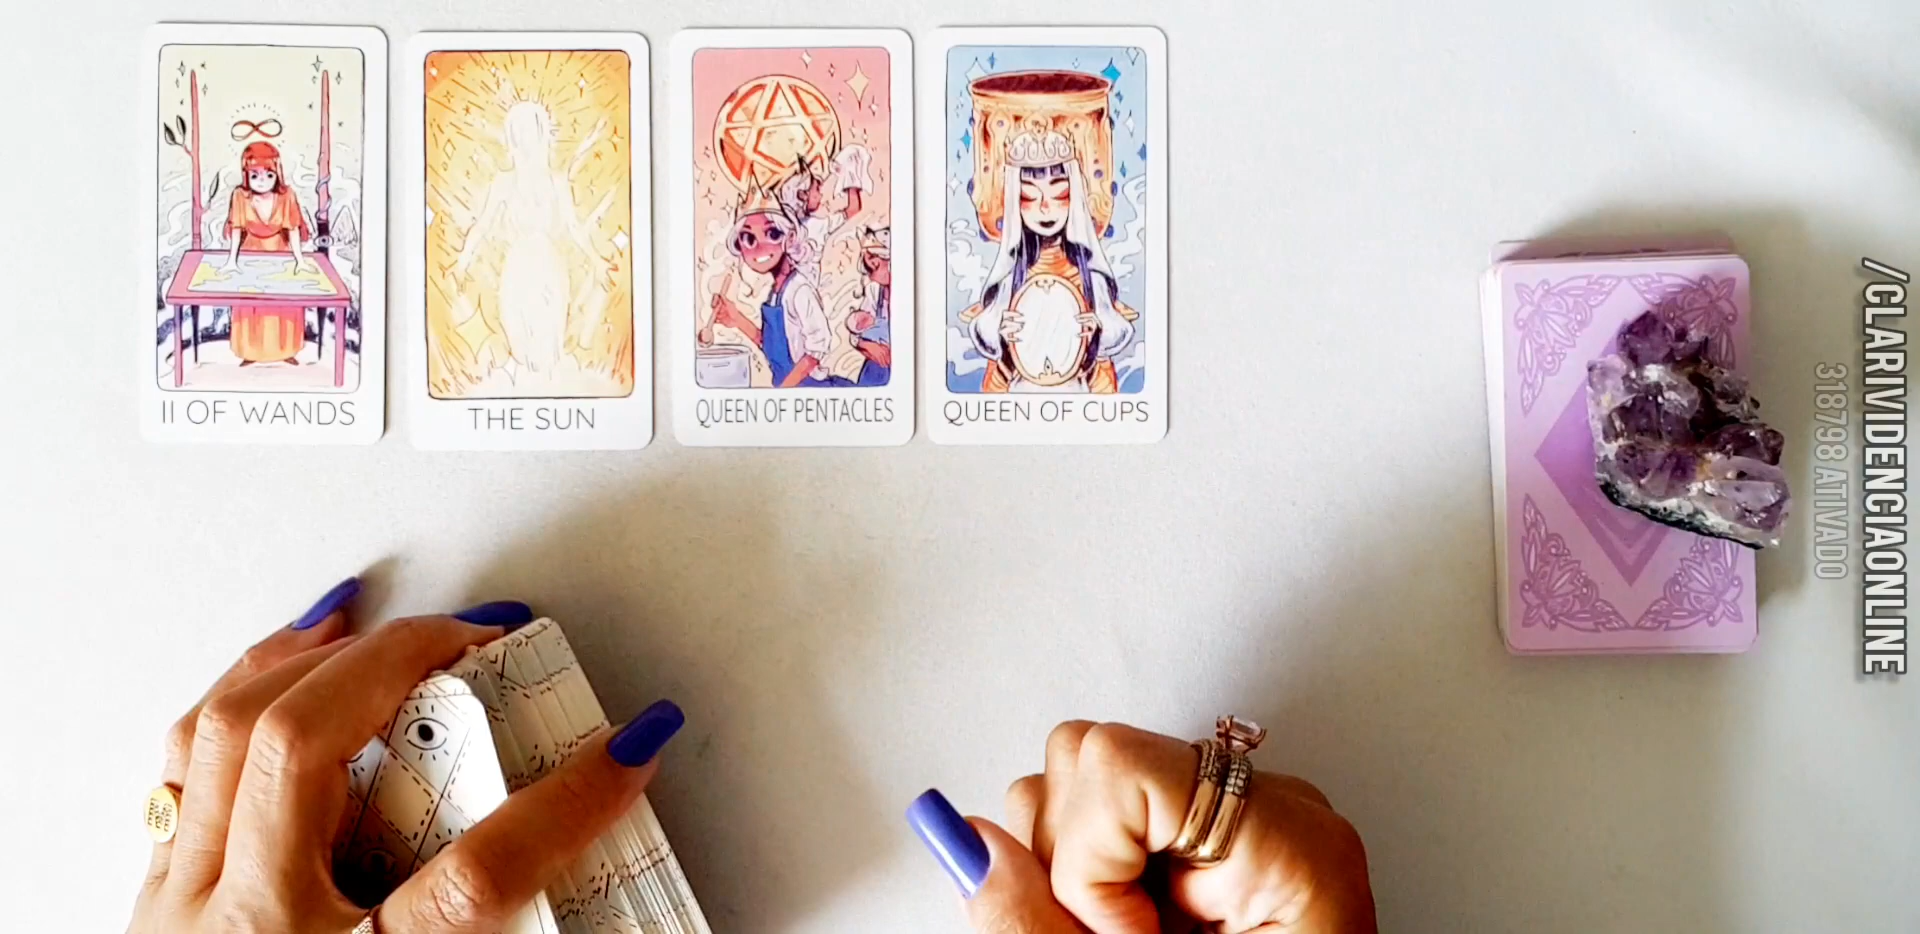 II OF WANDS
THE SUN
QUEEN OF PENTACLES
QUEEN OF CUPS
/CLARIVIDENCIAONLINE
318798 ATIVADO